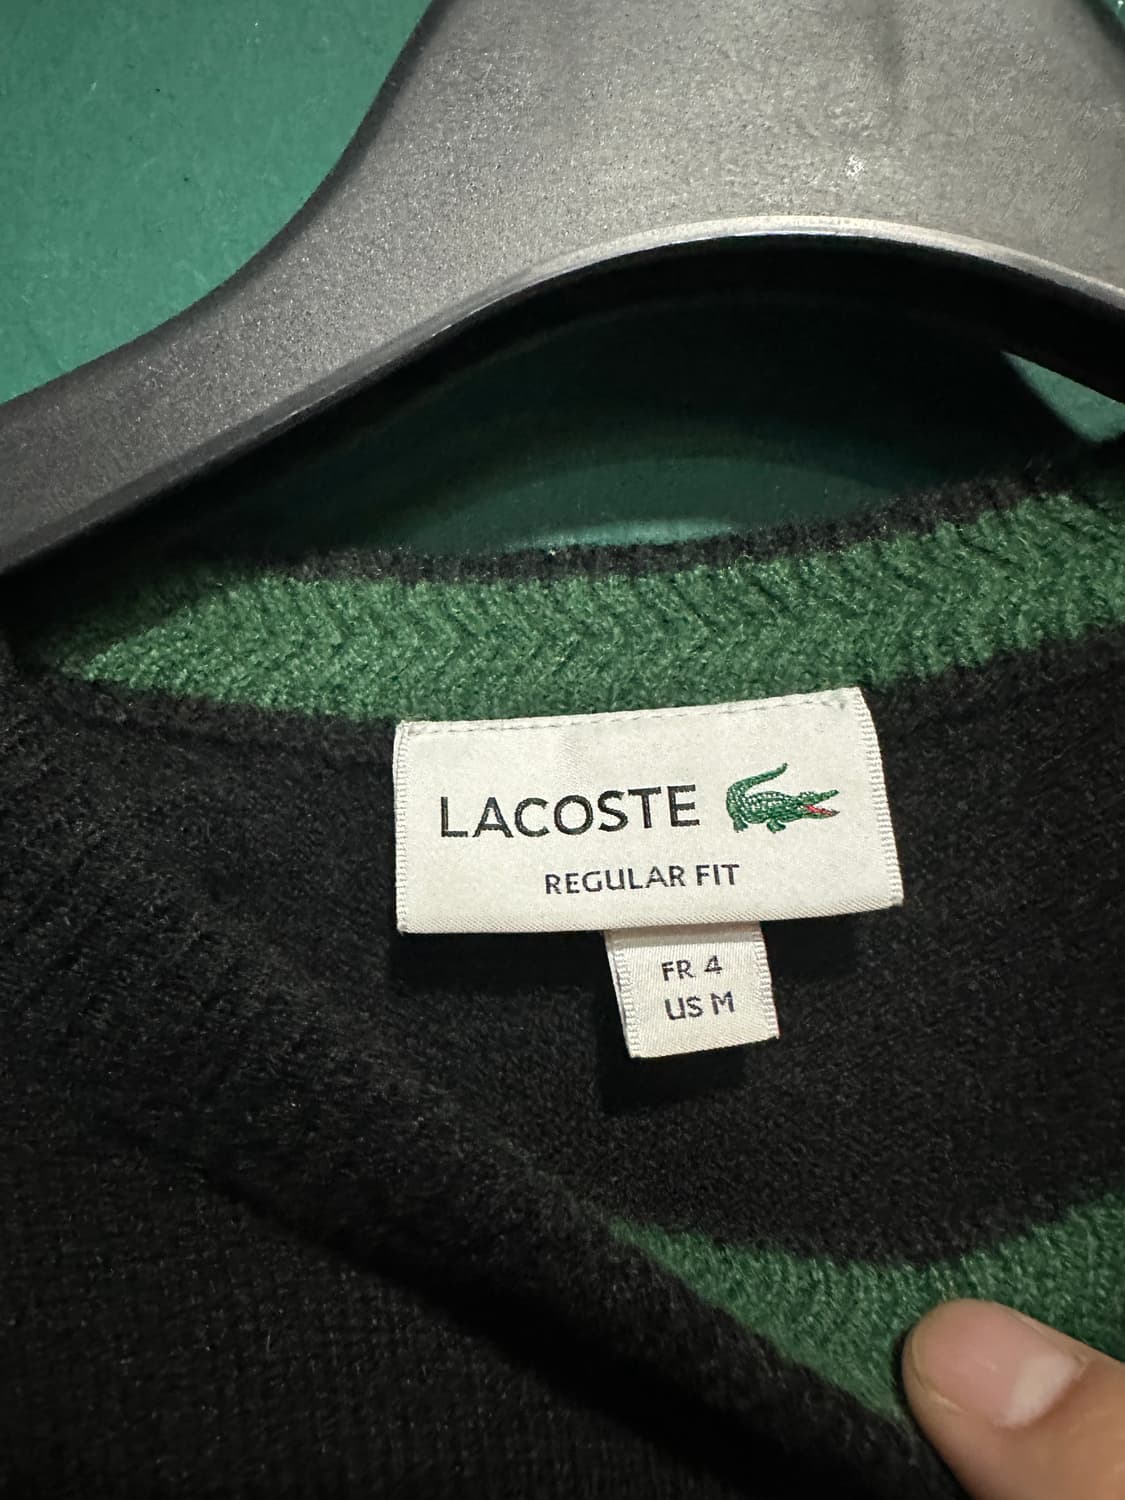 LACOSTE
REGULAR FIT
FR 4
US M